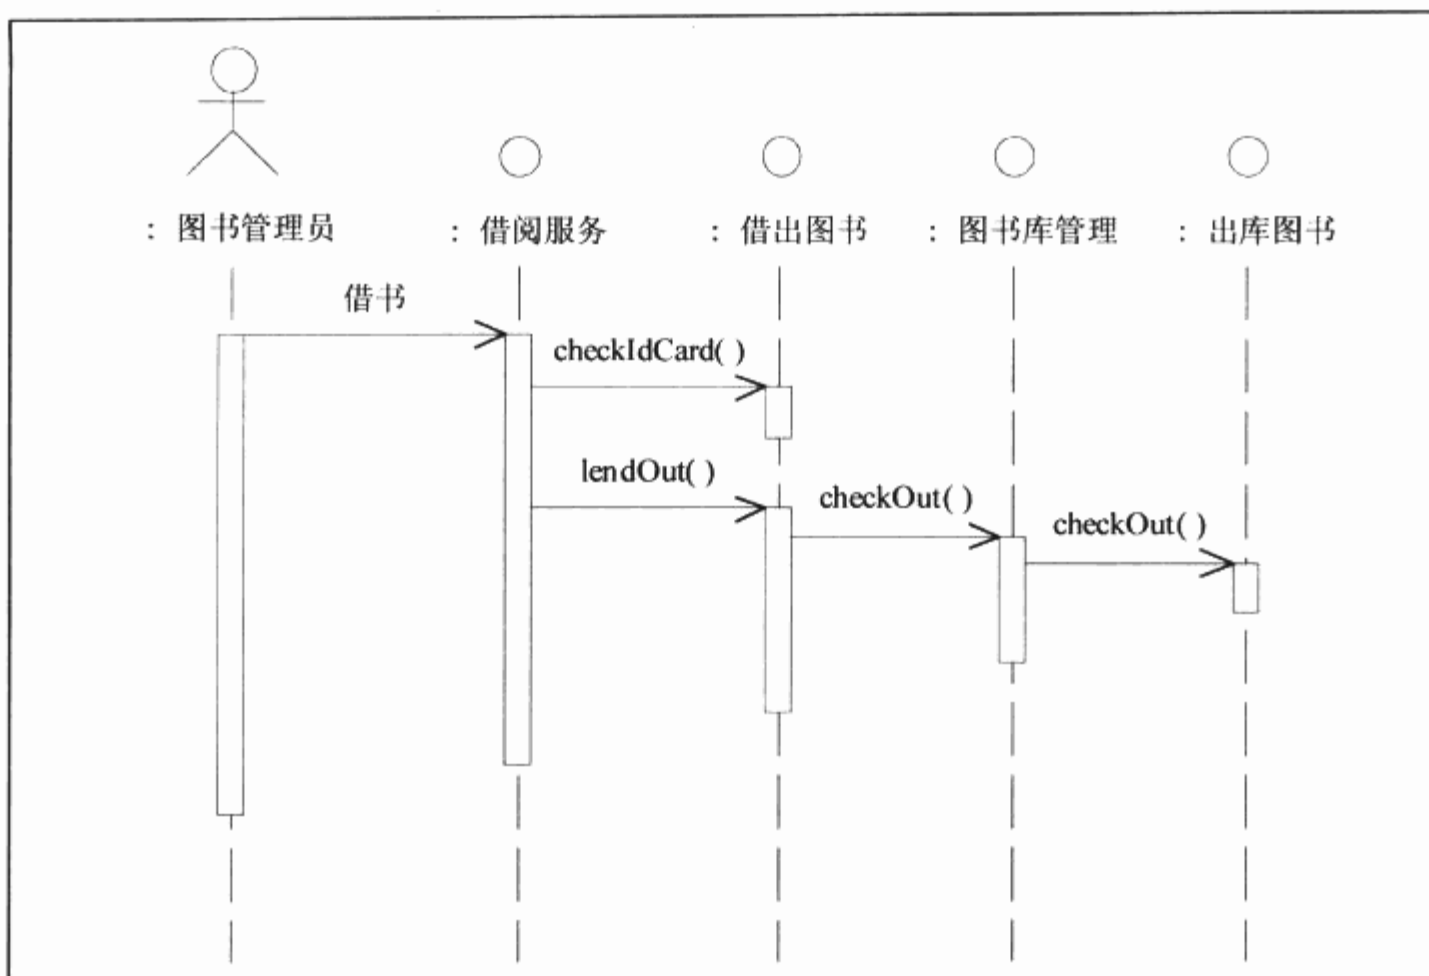 : 图书管理员
: 借阅服务
: 借出图书
: 图书库管理
: 出库图书
借书
checkIdCard( )
lendOut( )
checkOut( )
checkOut( )